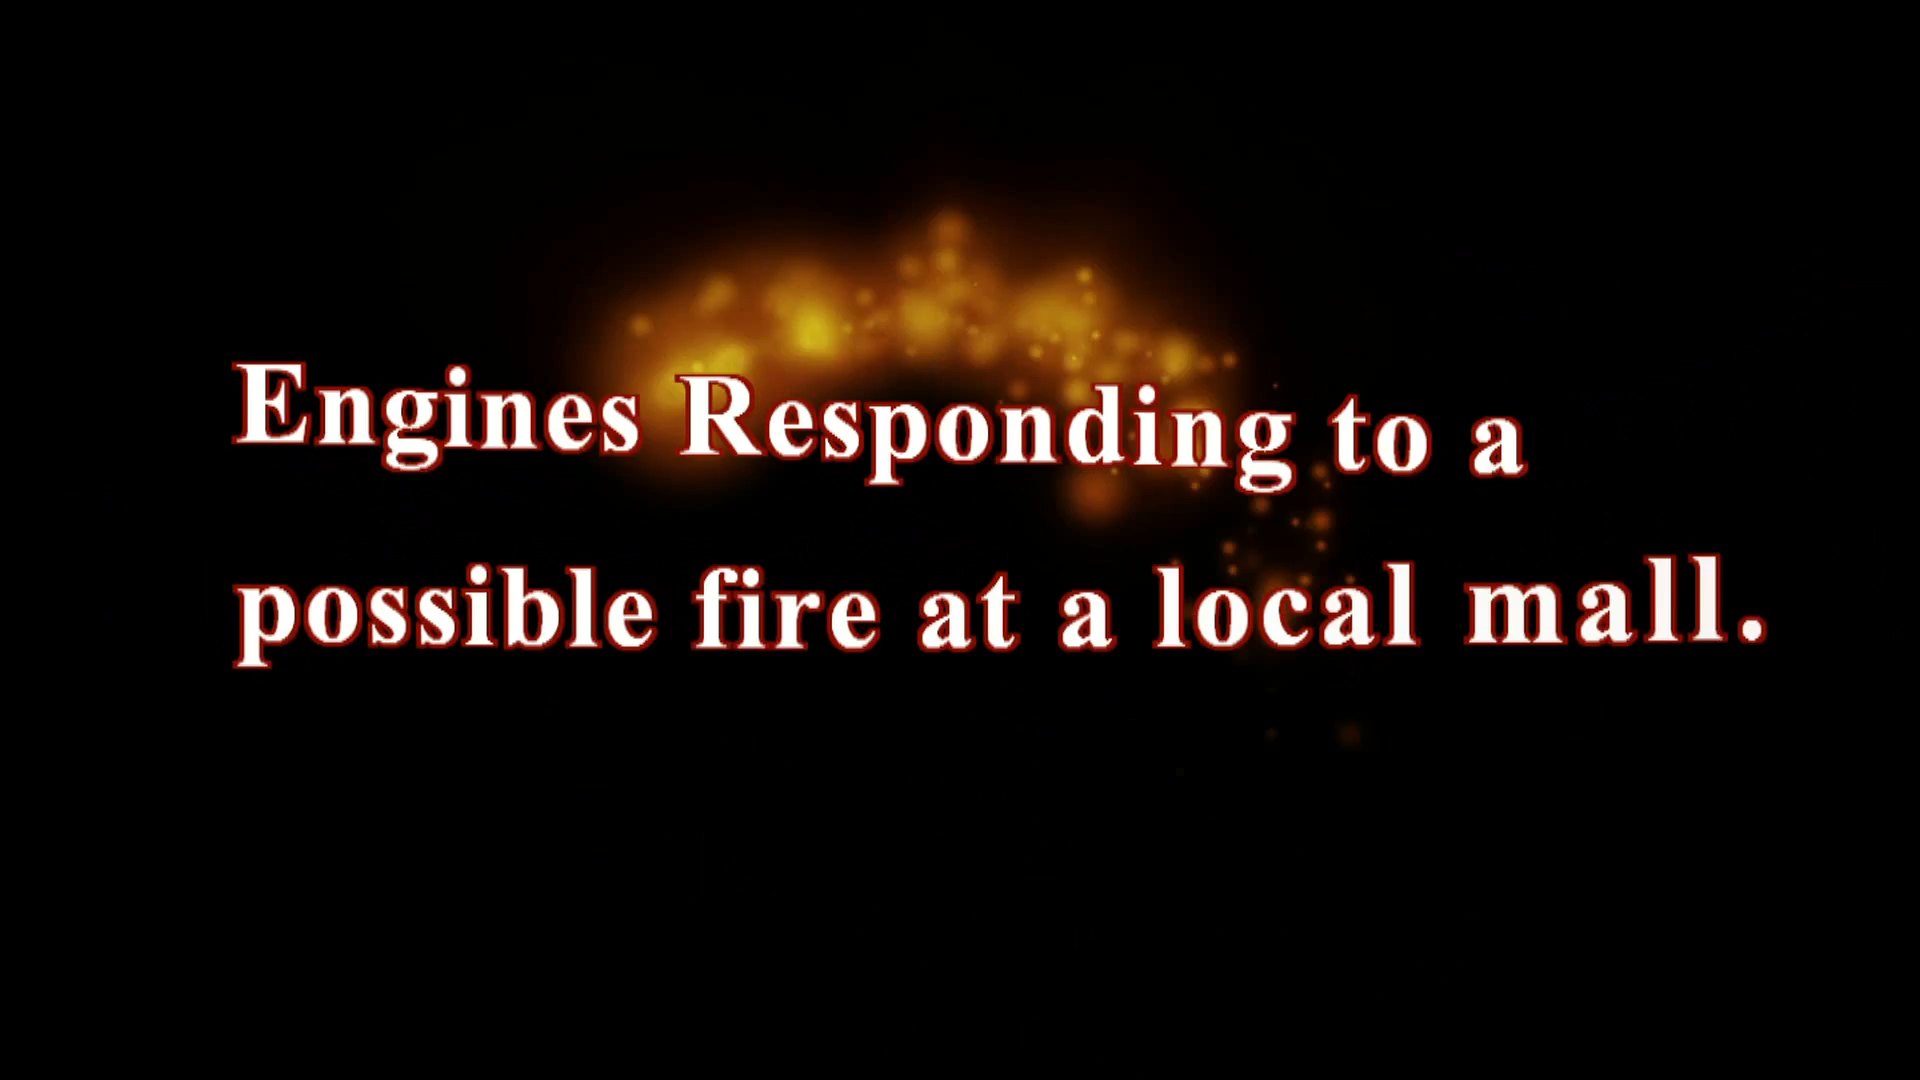 Engines Responding to a
possible fire at a local mall.